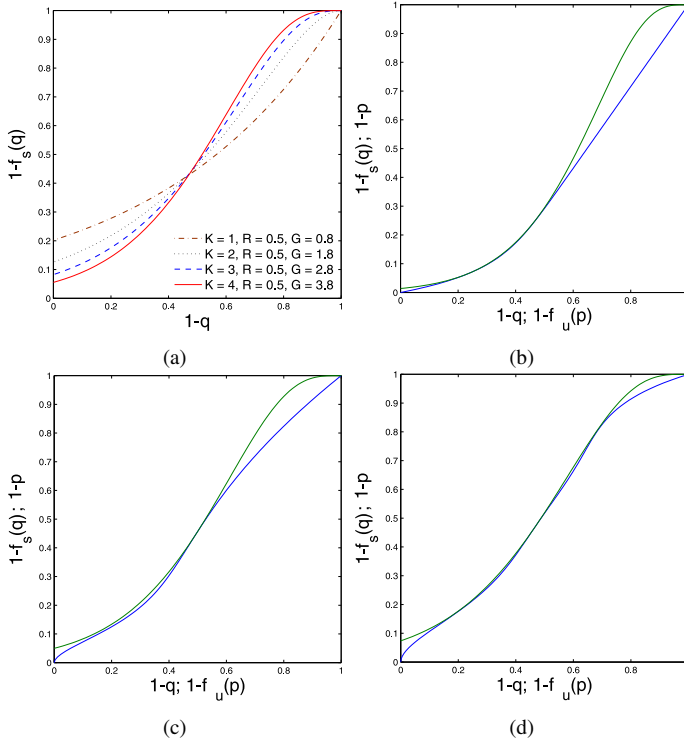 1
0.9
0.8
0.7
0.6
0.5
0.4
0.3
0.2
0.1
0
0 0.2 0.4 0.6 0.8 1
1-f_s(q)
1-q
K = 1, R = 0.5, G = 0.8
K = 2, R = 0.5, G = 1.8
K = 3, R = 0.5, G = 2.8
K = 4, R = 0.5, G = 3.8
(a)
1
0.9
0.8
0.7
0.6
0.5
0.4
0.3
0.2
0.1
0
0 0.2 0.4 0.6 0.8
1-f_s(q); 1-p
1-q; 1-f_u(p)
(b)
1
0.9
0.8
0.7
0.6
0.5
0.4
0.3
0.2
0.1
0
0 0.2 0.4 0.6 0.8 1
1-f_s(q); 1-p
1-q; 1-f_u(p)
(c)
1
0.9
0.8
0.7
0.6
0.5
0.4
0.3
0.2
0.1
0
0 0.2 0.4 0.6 0.8
1-f_s(q); 1-p
1-q; 1-f_u(p)
(d)